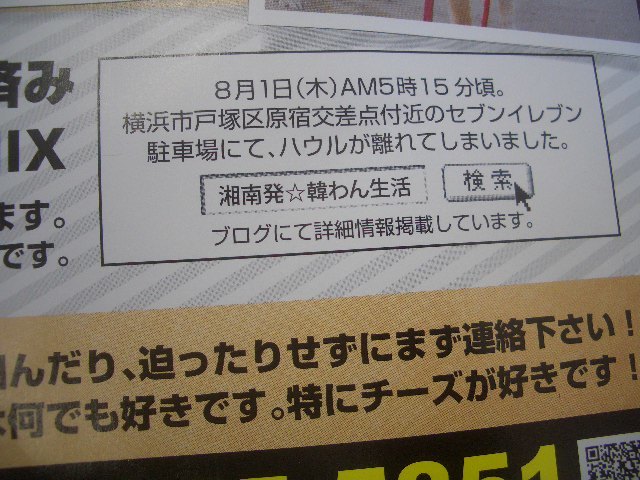 済み
IX
ます。
です。
8月1日(木)AM5時15分頃。
横浜市戸塚区原宿交差点付近のセブンイレブン
駐車場にて、ハウルが離れてしまいました。
湘南発☆韓わん生活
検索
ブログにて詳細情報掲載しています。
んだり、迫ったりせずにまず連絡下さい!
何でも好きです。特にチーズが好きです!